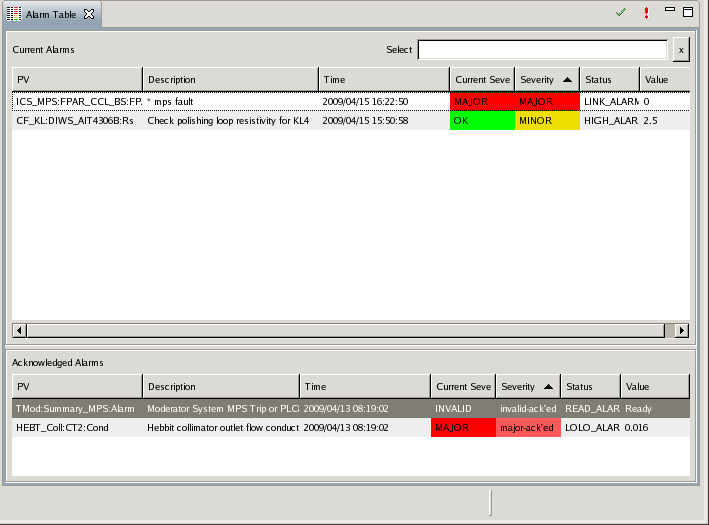 Alarm Table
Current Alarms Select x
PV Description Time Current Seve Severity Status Value
ICS_MPS:FPAR_CCL_BS:FP. * mps fault 2009/04/15 16:22:50 MAJOR MAJOR LINK_ALARM 0
CF_KL:DIWS_AIT4306B:Rs Check polishing loop resistivity for KL4 2009/04/15 15:50:58 OK MINOR HIGH_ALAR 2.5
Acknowledged Alarms
PV Description Time Current Seve Severity Status Value
TMod:Summary_MPS:Alarm Moderator System MPS Trip or PLC 2009/04/13 08:19:02 INVALID invalid-ack'ed READ_ALAR Ready
HEBT_Coll:CT2:Cond Hebbit collimator outlet flow conduct 2009/04/13 08:19:02 MAJOR major-ack'ed LOLO_ALAR 0.016